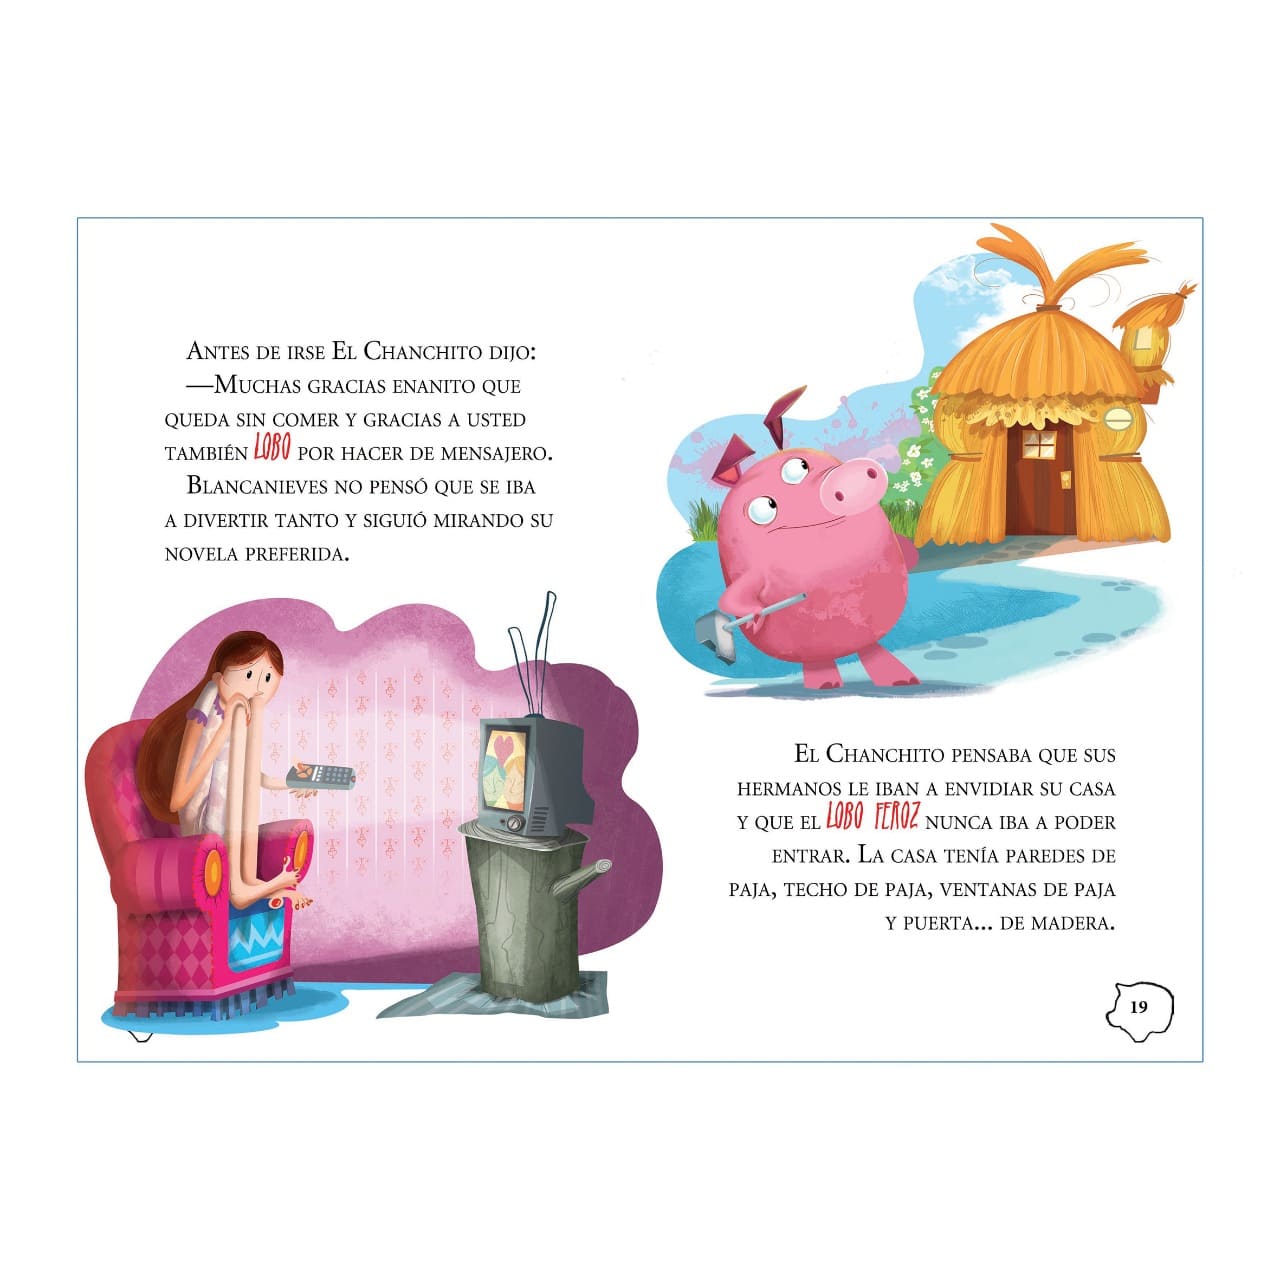 Antes de irse El Chanchito dijo:
—Muchas gracias enanito que
queda sin comer y gracias a usted
también LOBO por hacer de mensajero.
Blancanieves no pensó que se iba
a divertir tanto y siguió mirando su
novela preferida.
El Chanchito pensaba que sus
hermanos le iban a envidiar su casa
y que el LOBO FEROZ nunca iba a poder
entrar. La casa tenía paredes de
paja, techo de paja, ventanas de paja
y puerta... de madera.
19